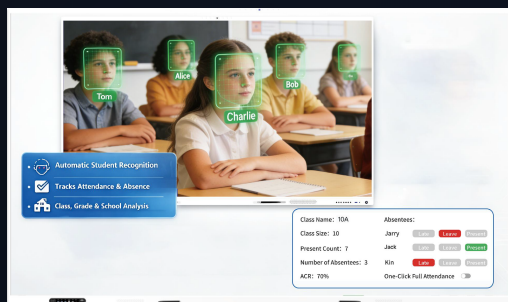 Alice
Tom
Bob
Charlie
Automatic Student Recognition
Tracks Attendance & Absence
Class, Grade & School Analysis
Class Name: 10A
Absentees:
Class Size: 10
Jarry Late Leave Present
Present Count: 7
Jack Late Leave Present
Number of Absentees: 3
Kin Late Leave Present
ACR: 70%
One-Click Full Attendance